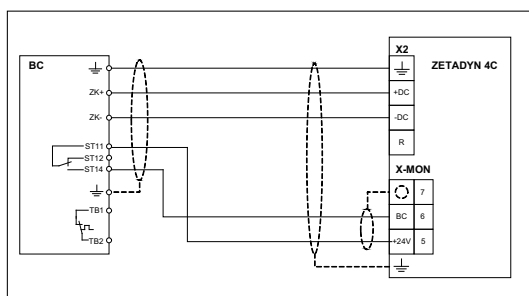 BC
ZK+
ZK-
ST11
ST12
ST14
TB1
TB2
X2
ZETADYN 4C
+DC
-DC
R
X-MON
7
BC 6
+24V 5